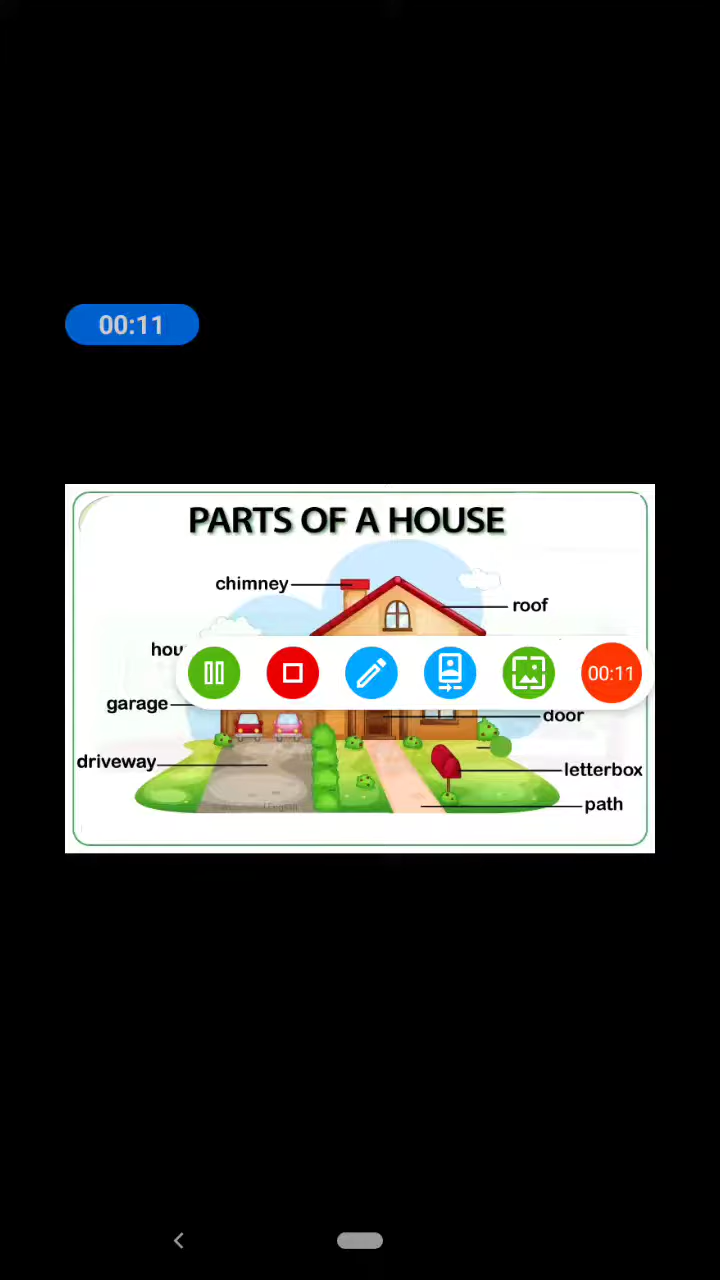 00:11
PARTS OF A HOUSE
chimney
roof
00:11
garage
door
driveway
letterbox
path